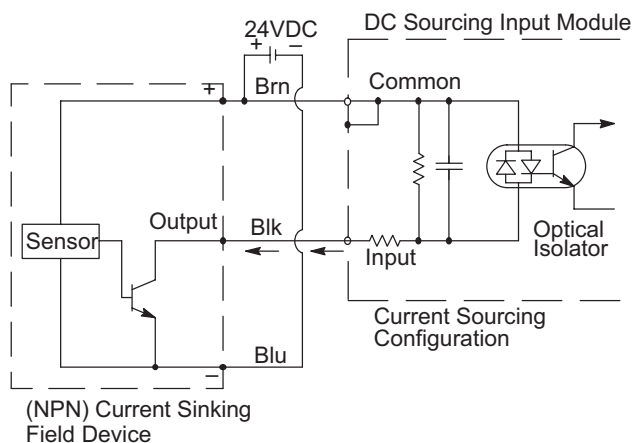 24VDC
DC Sourcing Input Module
+
–
Brn
Common
+
Output
Blk
Sensor
Input
Optical
Isolator
Current Sourcing
Configuration
Blu
–
(NPN) Current Sinking
Field Device